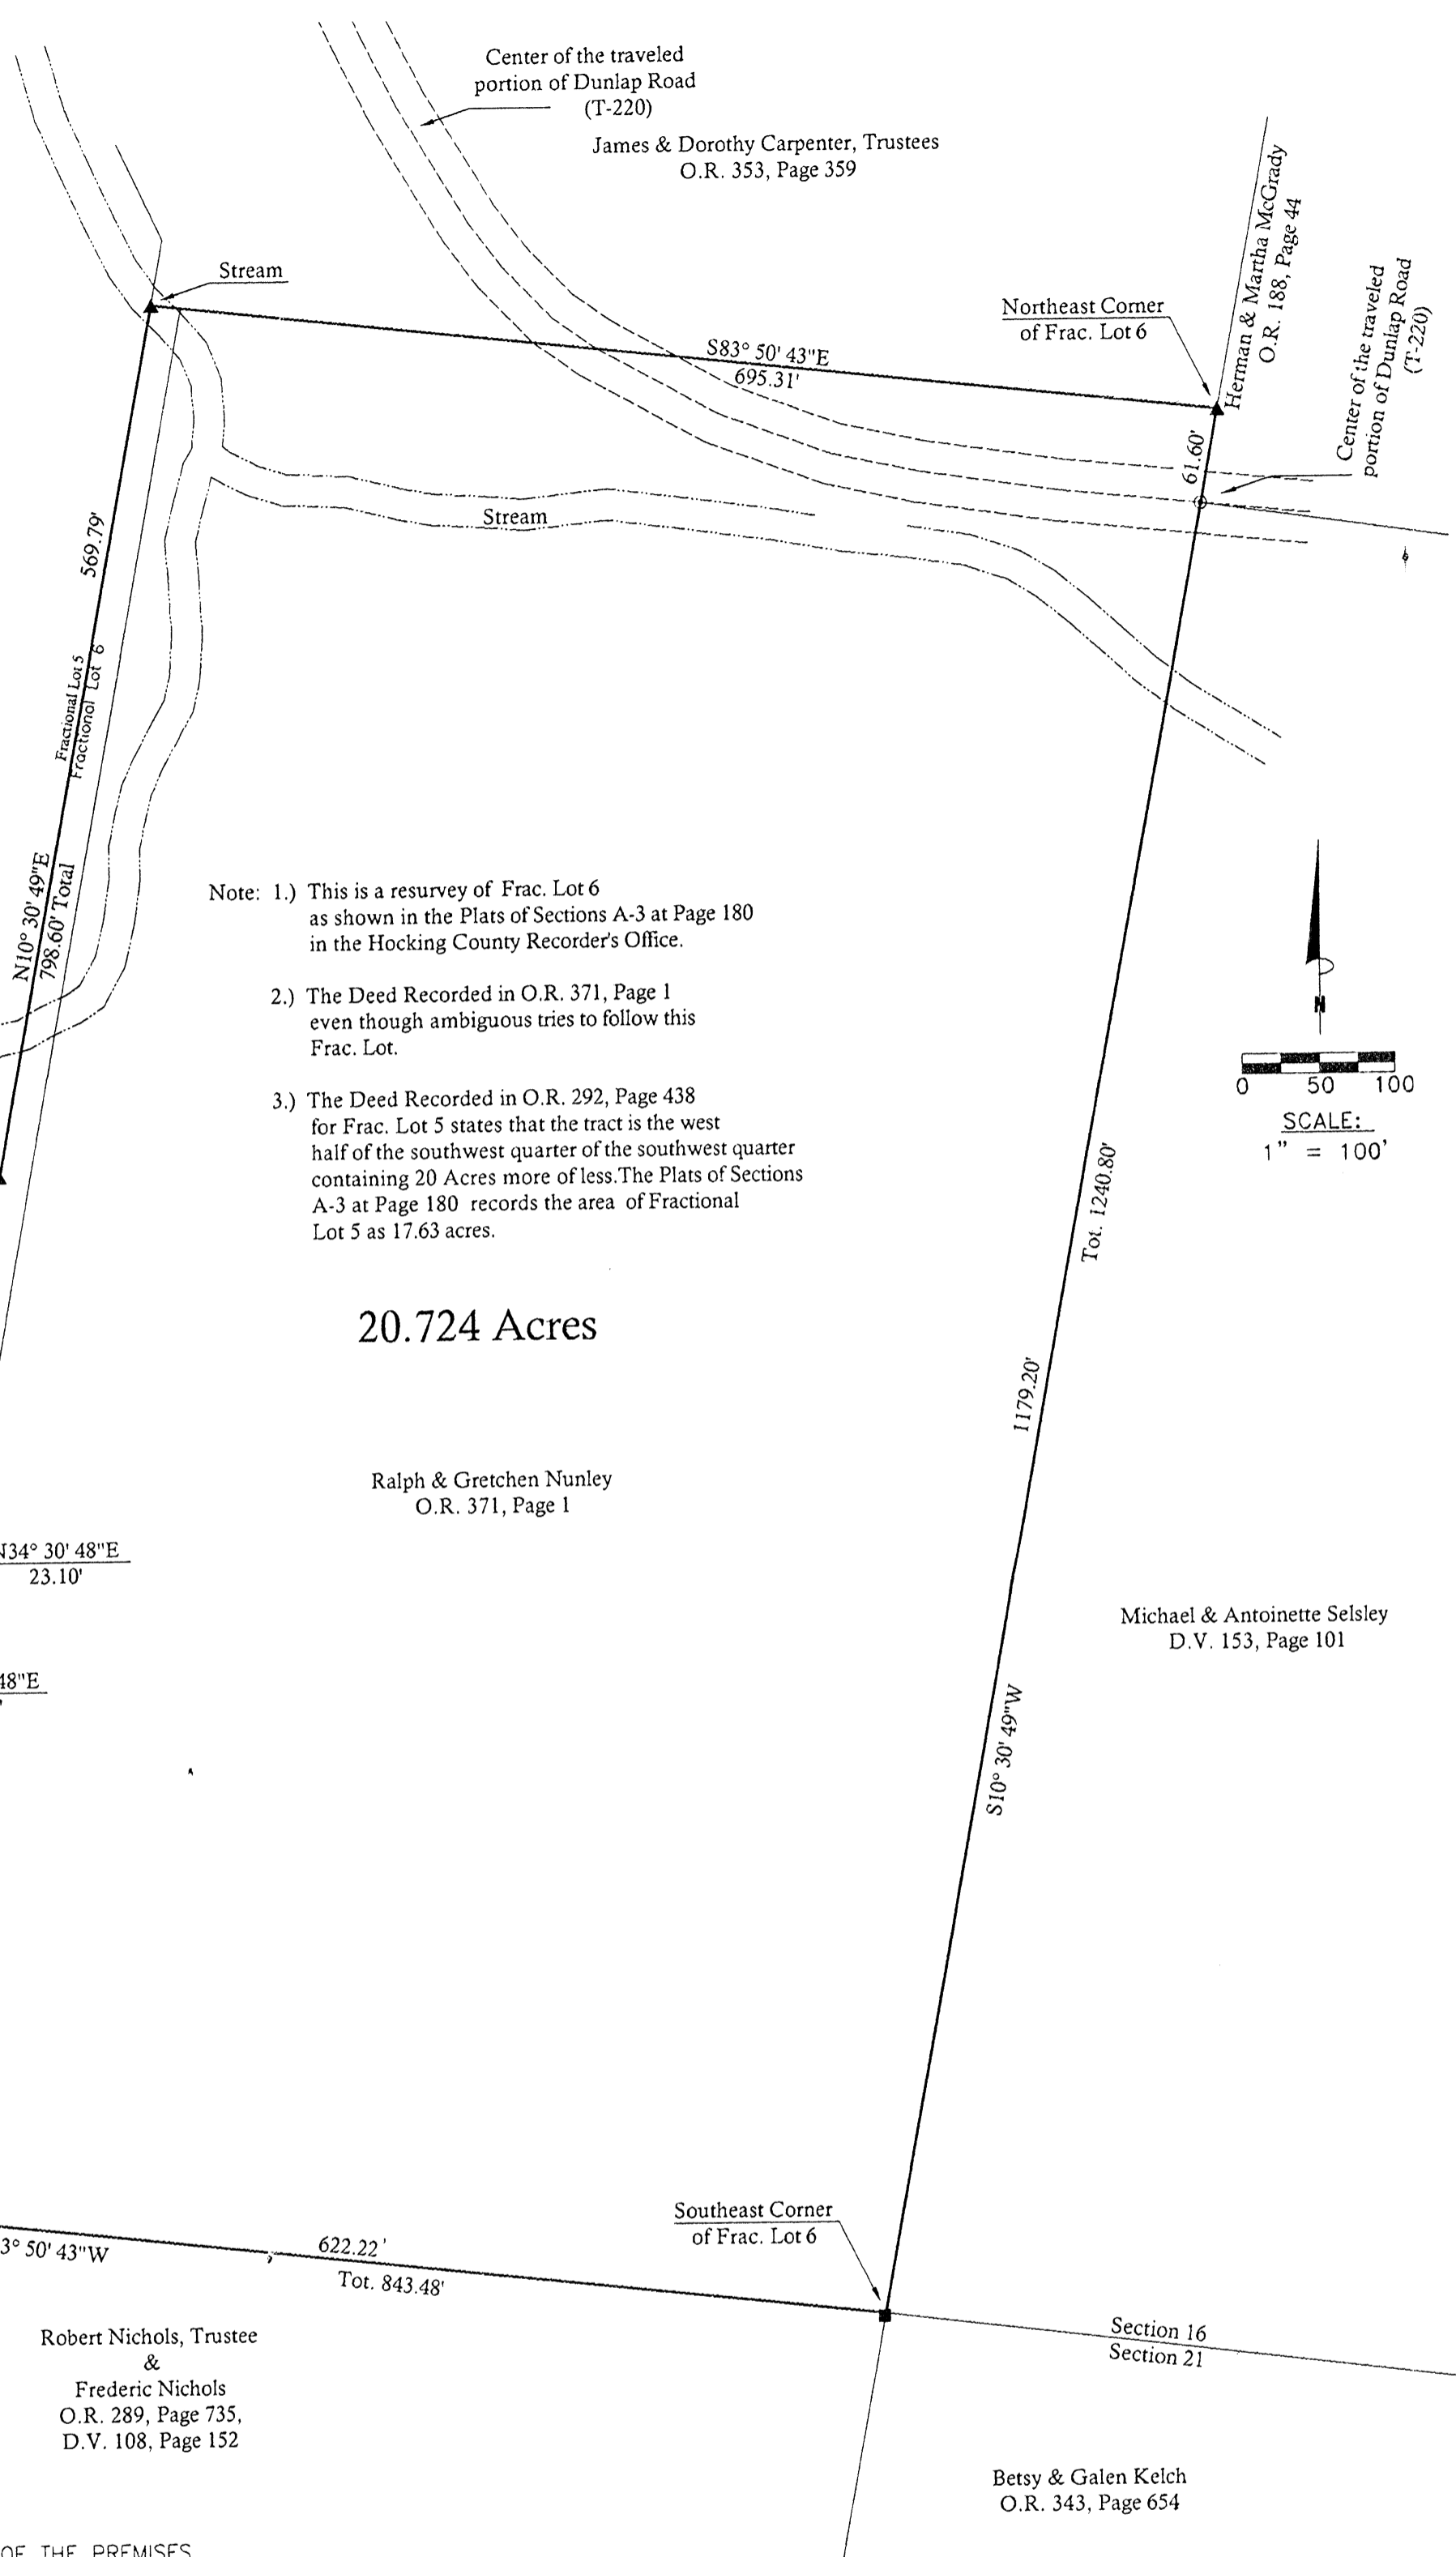 Center of the traveled
portion of Dunlap Road
(T-220)
James & Dorothy Carpenter, Trustees
O.R. 353, Page 359
Herman & Martha McGrady
O.R. 188, Page 44
Center of the traveled
portion of Dunlap Road
(T-220)
Stream
Northeast Corner
of Frac. Lot 6
S83° 50' 43"E
695.31'
61.60'
Stream
569.79'
Fractional Lot 5
Fractional Lot 6
N10° 30' 49"E
798.60' Total
Note: 1.) This is a resurvey of Frac. Lot 6
as shown in the Plats of Sections A-3 at Page 180
in the Hocking County Recorder's Office.
2.) The Deed Recorded in O.R. 371, Page 1
even though ambiguous tries to follow this
Frac. Lot.
3.) The Deed Recorded in O.R. 292, Page 438
for Frac. Lot 5 states that the tract is the west
half of the southwest quarter of the southwest quarter
containing 20 Acres more of less.The Plats of Sections
A-3 at Page 180 records the area of Fractional
Lot 5 as 17.63 acres.
N
0 50 100
SCALE:
1" = 100'
Tot. 1240.80'
20.724 Acres
1179.20'
Ralph & Gretchen Nunley
O.R. 371, Page 1
N34° 30' 48"E
23.10'
Michael & Antoinette Selsley
D.V. 153, Page 101
48"E
S10° 30' 49"W
Southeast Corner
of Frac. Lot 6
3° 50' 43"W
622.22'
Tot. 843.48'
Section 16
Section 21
Robert Nichols, Trustee
&
Frederic Nichols
O.R. 289, Page 735,
D.V. 108, Page 152
Betsy & Galen Kelch
O.R. 343, Page 654
OF THE PREMISES